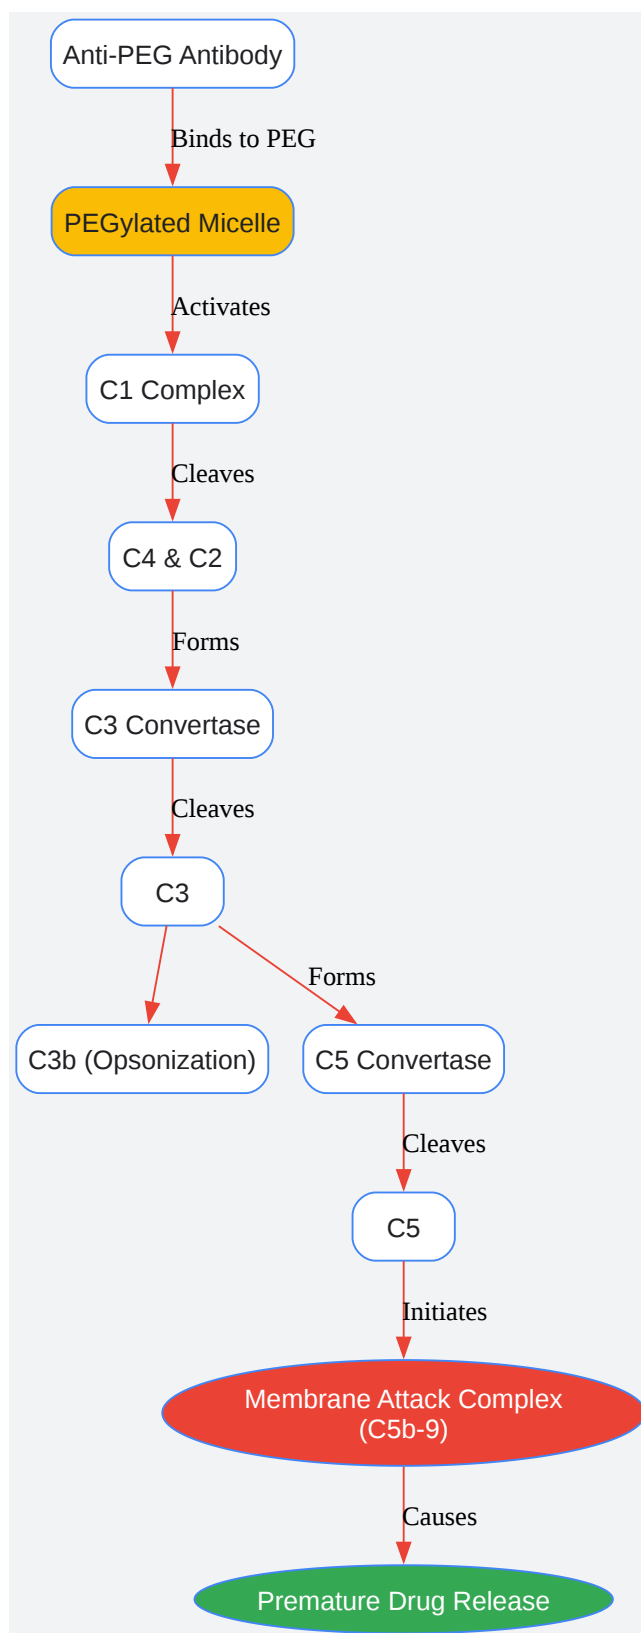 Anti-PEG Antibody
Binds to PEG
PEGylated Micelle
Activates
C1 Complex
Cleaves
C4 & C2
Forms
C3 Convertase
Cleaves
C3
Forms
C3b (Opsonization)
C5 Convertase
Cleaves
C5
Initiates
Membrane Attack Complex
(C5b-9)
Causes
Premature Drug Release